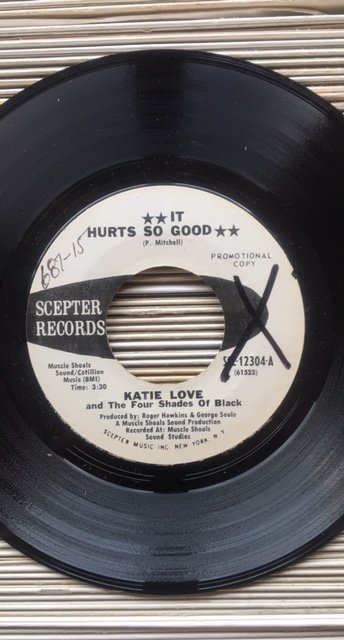 ★★ IT
HURTS SO GOOD ★★
(P. Mitchell)
687-15
PROMOTIONAL
COPY
SCEPTER
RECORDS
-12304-A
(61523)
Muscle Shoals
Sound/Cotillion
Music (BMI)
Time: 3:30
KATIE LOVE
and The Four Shades Of Black
Produced by: Roger Hawkins & George Soule
A Muscle Shoals Sound Production
Recorded At: Muscle Shoals
Sound Studios
SCEPTER MUSIC INC NEW YORK, N.Y.